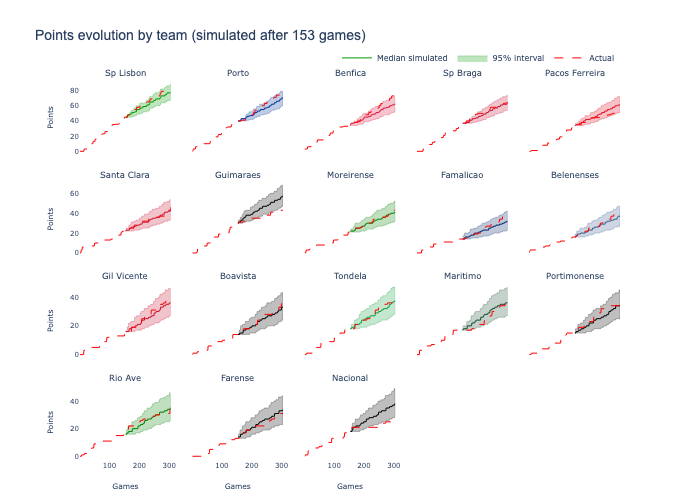 Points evolution by team (simulated after 153 games)
Median simulated 95% interval Actual
Sp Lisbon Porto Benfica Sp Braga Pacos Ferreira
80
60
40
20
0
Points
Santa Clara Guimaraes Moreirense Famalicao Belenenses
60
40
20
0
Points
Gil Vicente Boavista Tondela Maritimo Portimonense
40
20
0
Points
Rio Ave Farense Nacional
40
20
0
Points
100 200 300 100 200 300 100 200 300
Games Games Games